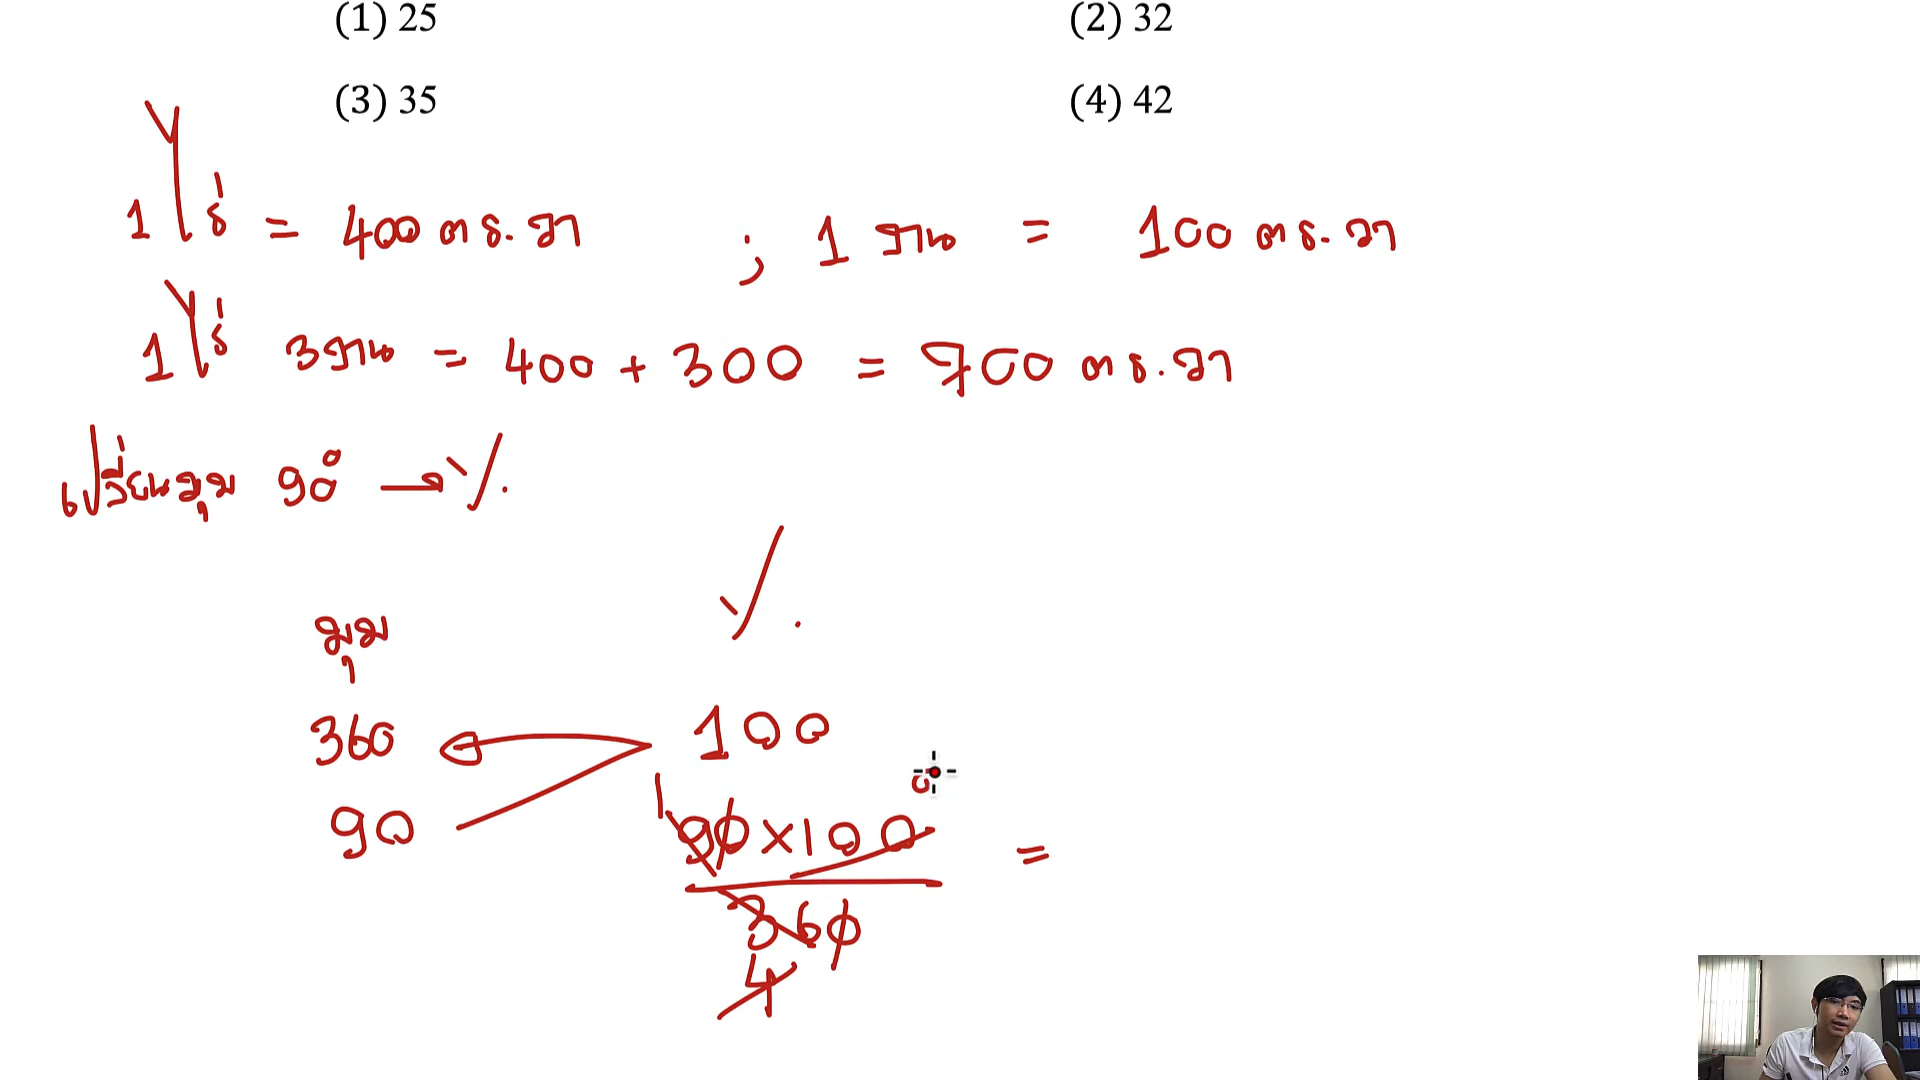 (1) 25 (2) 32
(3) 35 (4) 42
1 ไร่ = 400 ตร.วา ; 1 งาน = 100 ตร.วา
1 ไร่ 3 งาน = 400 + 300 = 700 ตร.วา
เปลี่ยนมุม 90° → %
มุม %
360 100
90 90 x 100 =
360
4